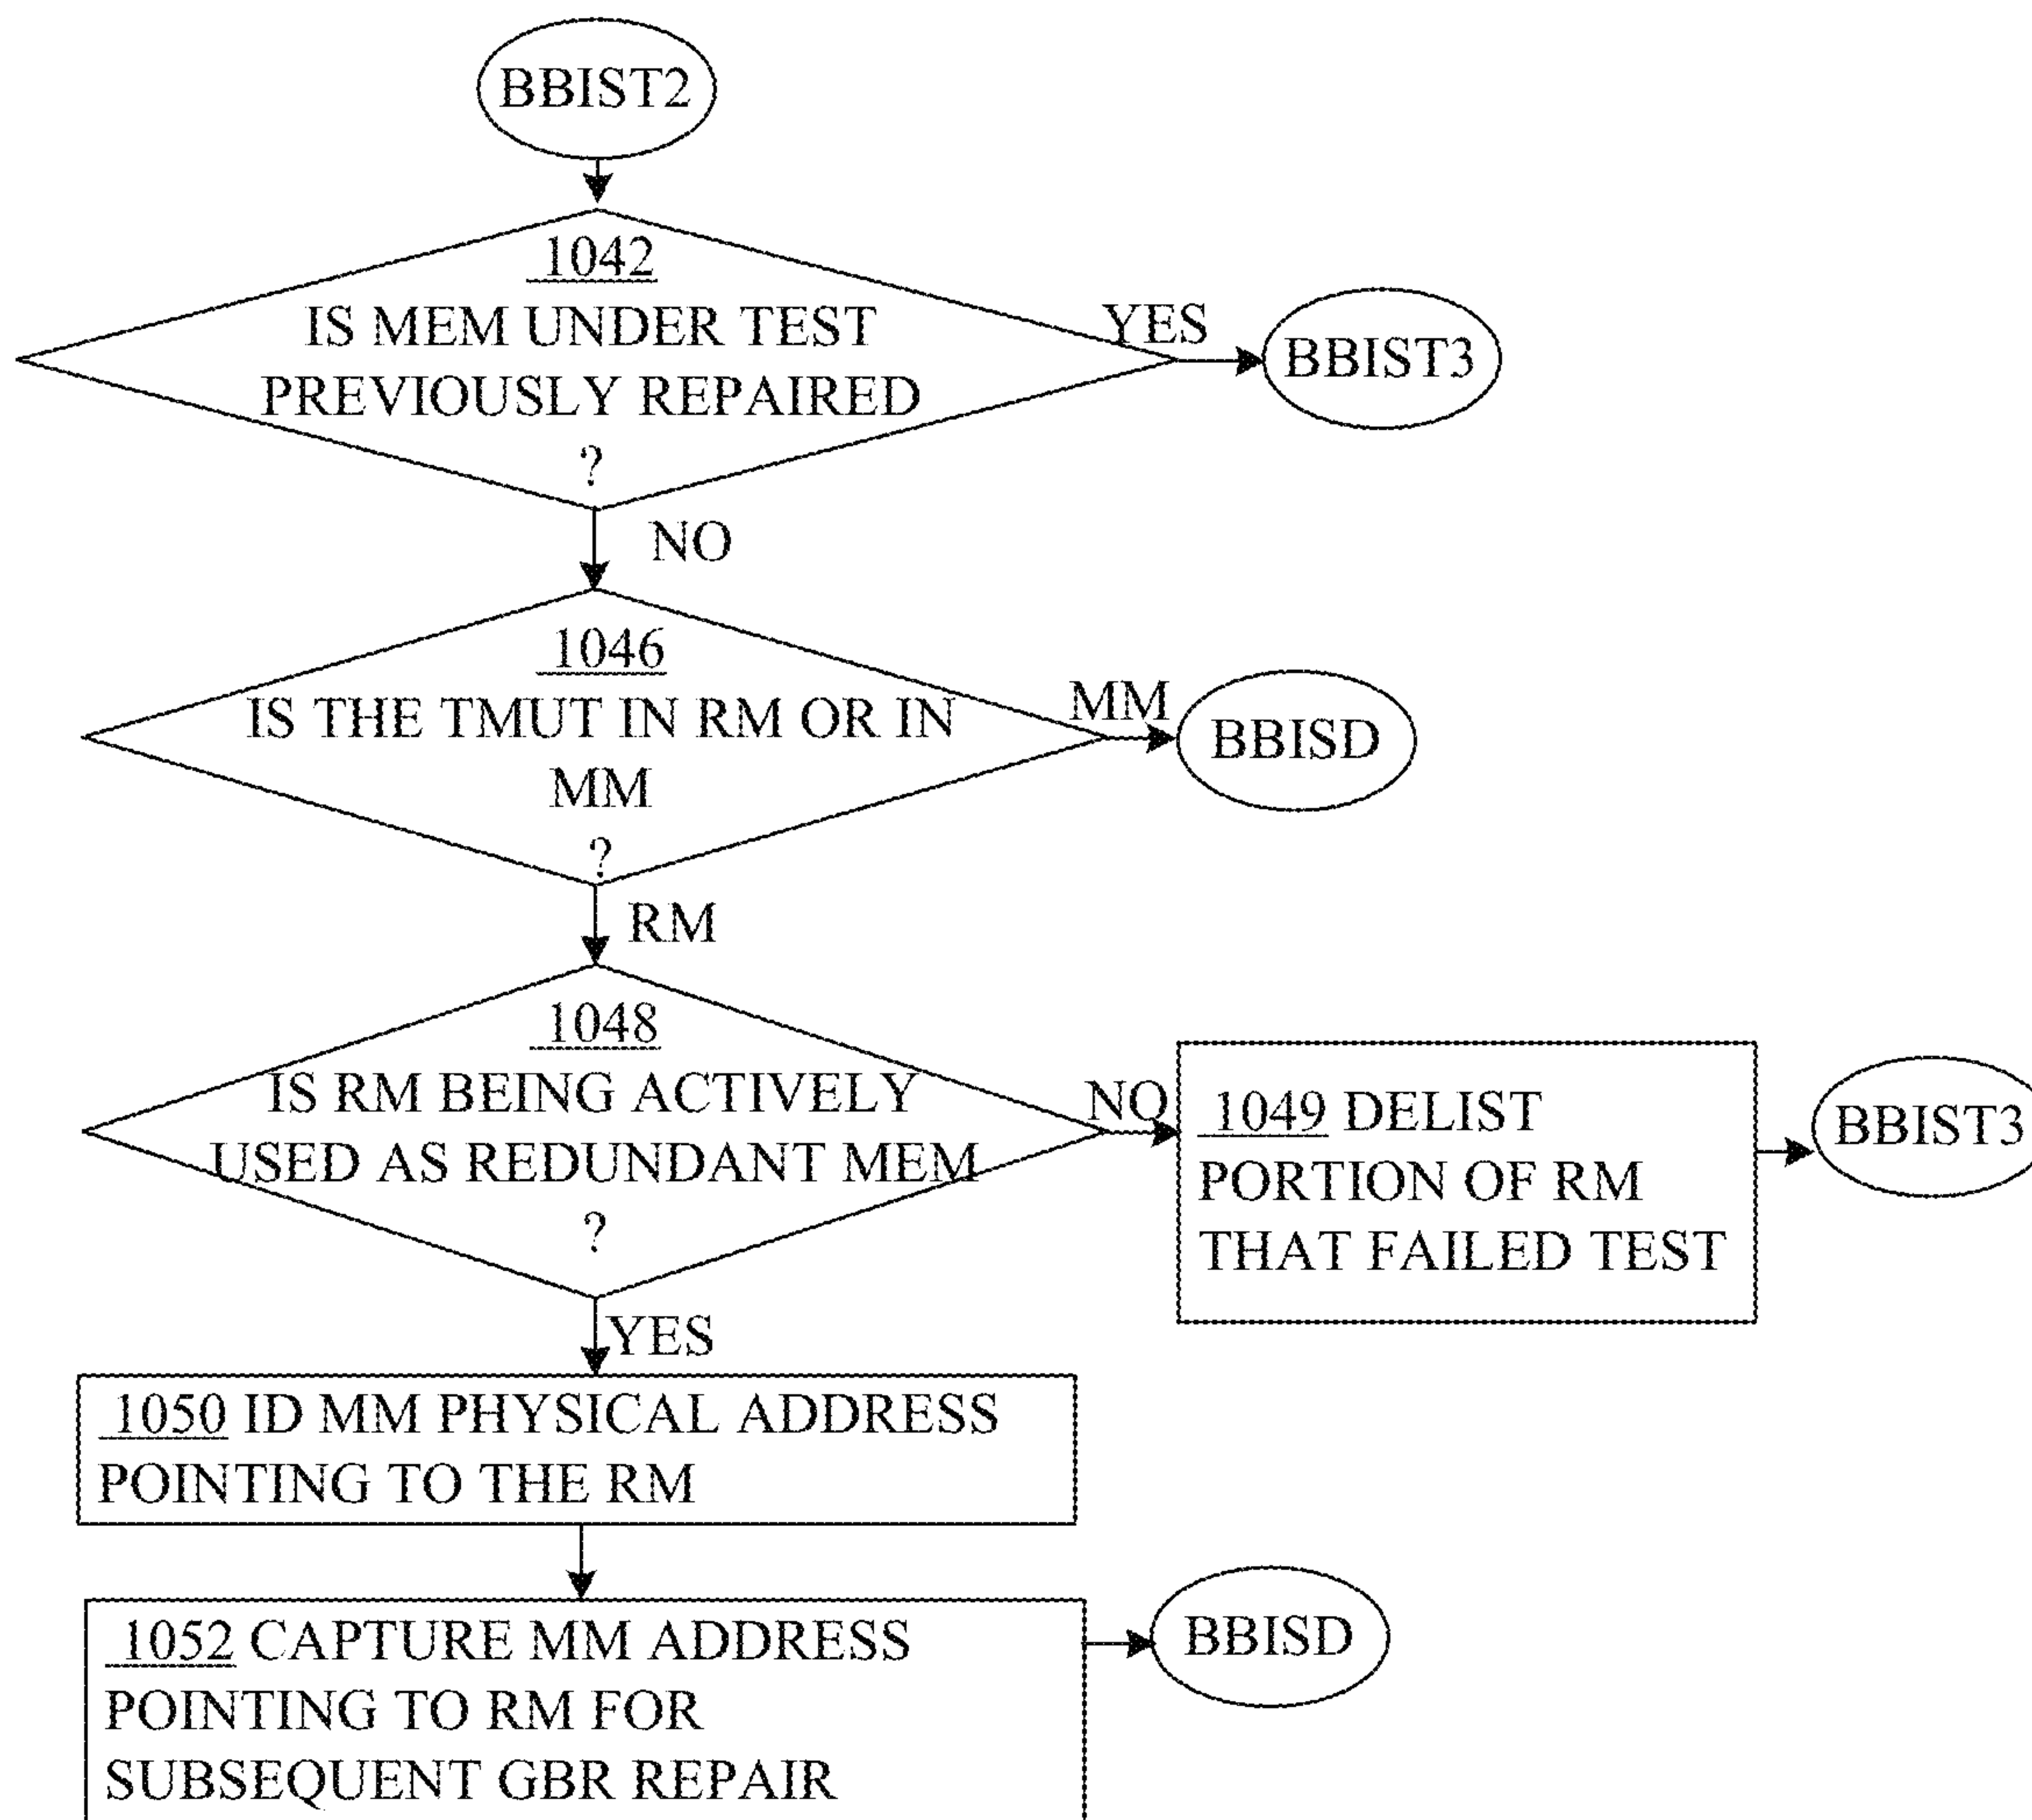 BBIST2
1042
IS MEM UNDER TEST
PREVIOUSLY REPAIRED
?
YES
BBIST3
NO
1046
IS THE TMUT IN RM OR IN
MM
?
MM
BBISD
RM
1048
IS RM BEING ACTIVELY
USED AS REDUNDANT MEM
?
NO
1049 DELIST
PORTION OF RM
THAT FAILED TEST
BBIST3
YES
1050 ID MM PHYSICAL ADDRESS
POINTING TO THE RM
1052 CAPTURE MM ADDRESS
POINTING TO RM FOR
SUBSEQUENT GBR REPAIR
BBISD